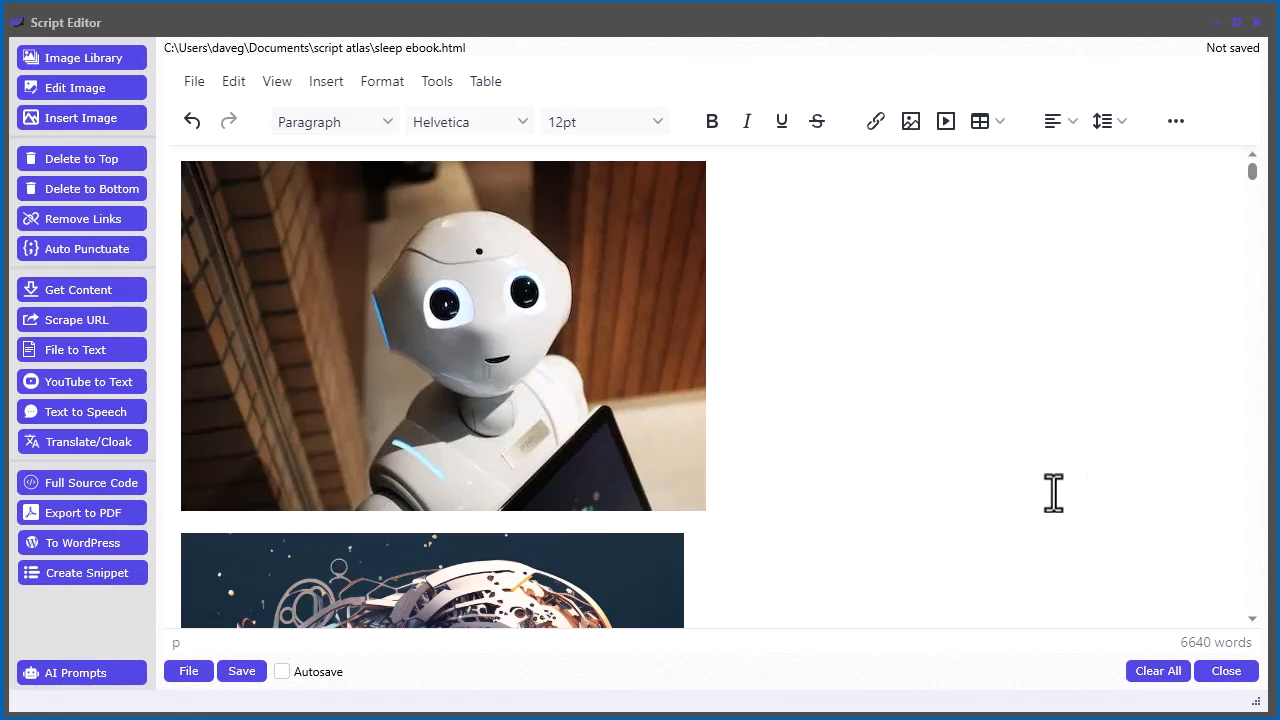 Script Editor
Image Library
Edit Image
Insert Image
Delete to Top
Delete to Bottom
Remove Links
Auto Punctuate
Get Content
Scrape URL
File to Text
YouTube to Text
Text to Speech
Translate/Cloak
Full Source Code
Export to PDF
To WordPress
Create Snippet
AI Prompts
C:\Users\daveg\Documents\script atlas\sleep ebook.html
Not saved
File Edit View Insert Format Tools Table
Paragraph Helvetica 12pt B I U S
p
6640 words
File Save Autosave
Clear All Close